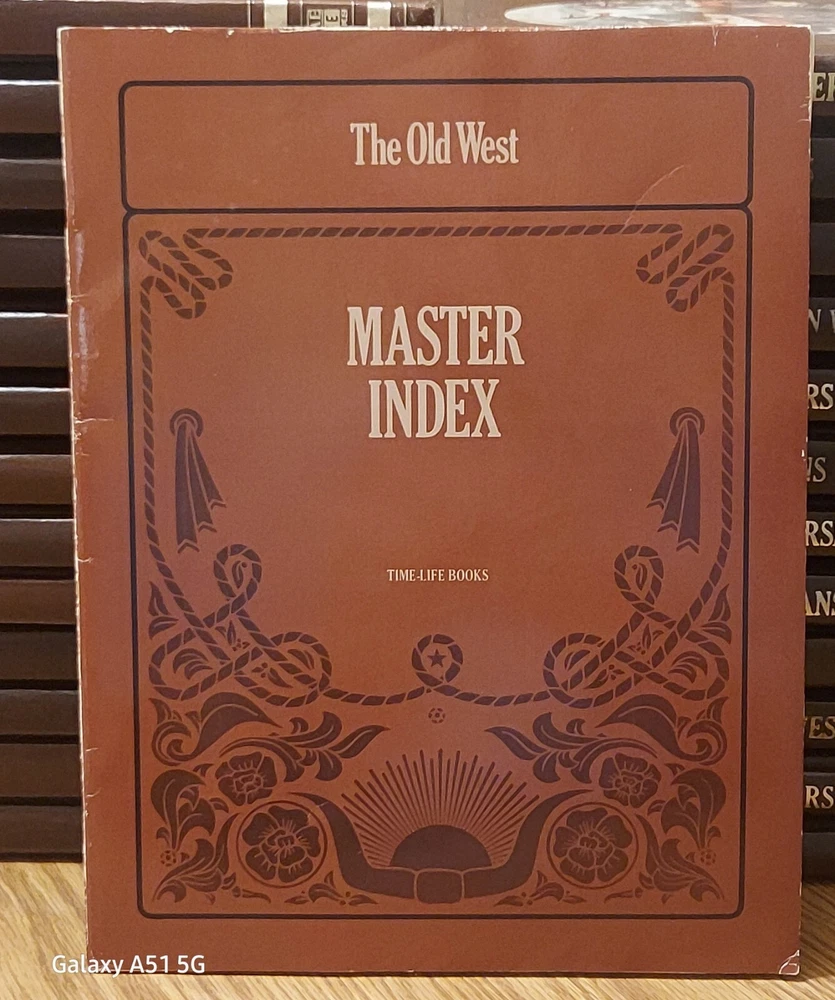 The Old West
MASTER
INDEX
TIME-LIFE BOOKS
Galaxy A51 5G